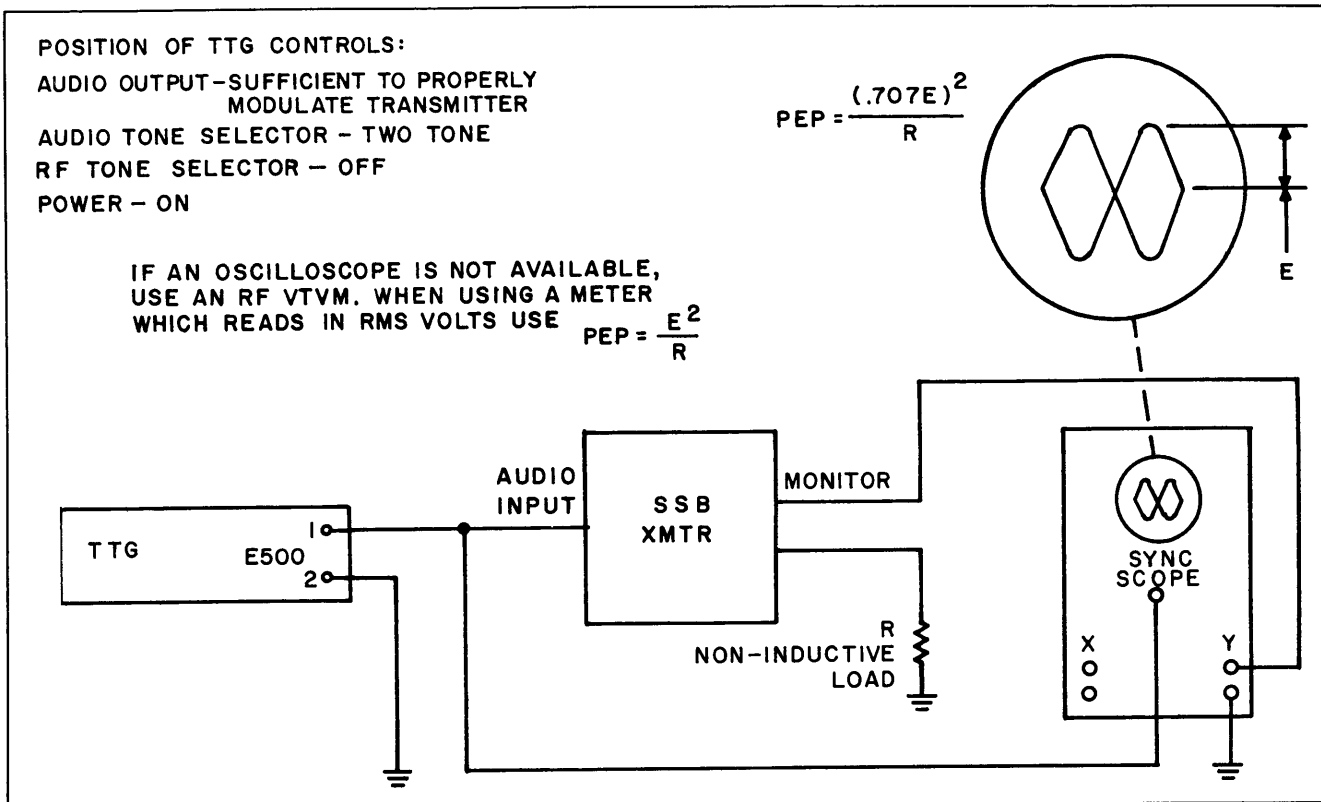 POSITION OF TTG CONTROLS:
AUDIO OUTPUT-SUFFICIENT TO PROPERLY
MODULATE TRANSMITTER
AUDIO TONE SELECTOR - TWO TONE
RF TONE SELECTOR - OFF
POWER - ON
PEP = (.707E)²/R
E
IF AN OSCILLOSCOPE IS NOT AVAILABLE,
USE AN RF VTVM. WHEN USING A METER
WHICH READS IN RMS VOLTS USE PEP = E²/R
TTG
E500
1
2
AUDIO
INPUT
SSB
XMTR
MONITOR
R
NON-INDUCTIVE
LOAD
SYNC
SCOPE
X
Y